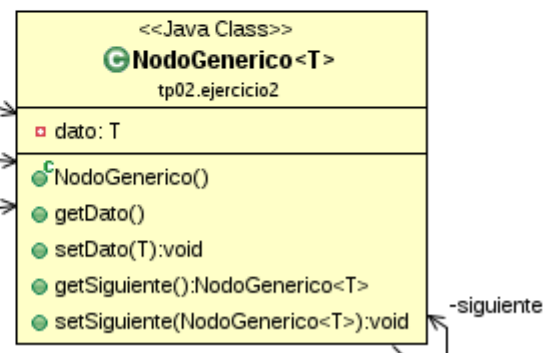 <<Java Class>>
C NodoGenerico<T>
tp02.ejercicio2
dato: T
C NodoGenerico()
getDato()
setDato(T):void
getSiguiente():NodoGenerico<T>
setSiguiente(NodoGenerico<T>):void
-siguiente